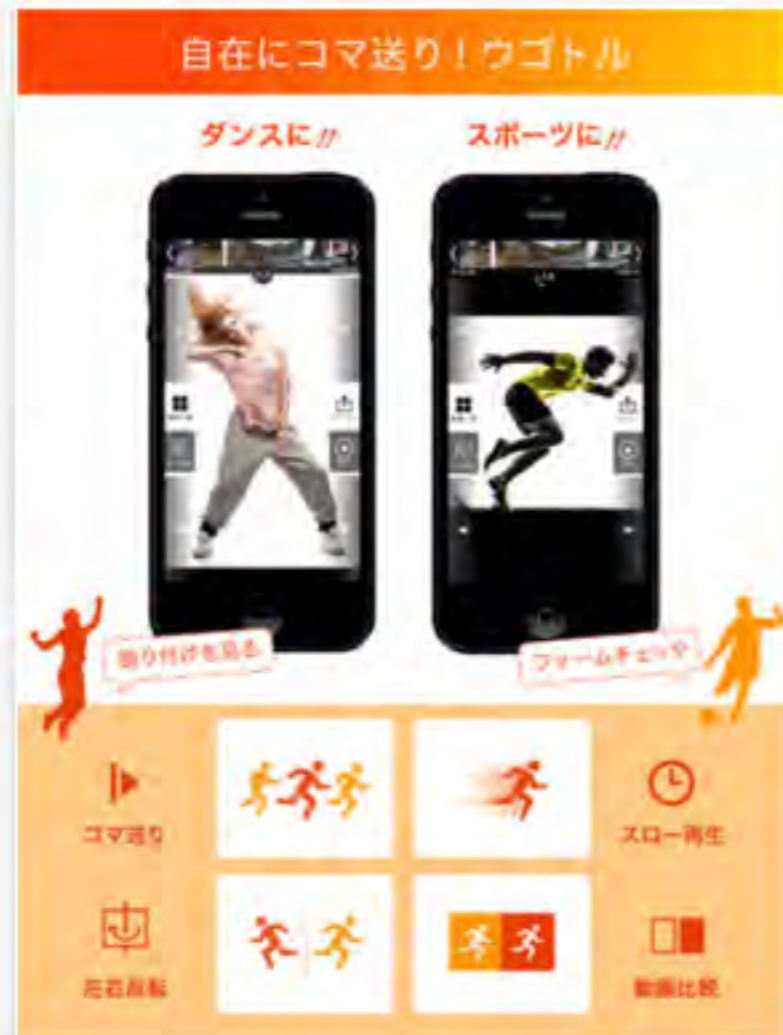 自在にコマ送り！ウゴトル
ダンスに!!
スポーツに!!
振り付けを見る
フォームチェックや
コマ送り
スロー再生
左右反転
動画比較